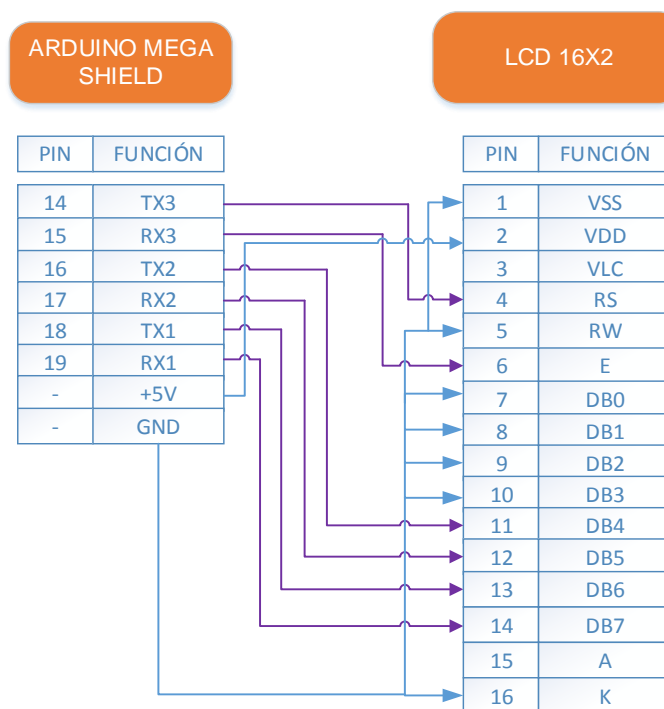 ARDUINO MEGA
SHIELD
LCD 16X2
PIN FUNCIÓN
14 TX3
15 RX3
16 TX2
17 RX2
18 TX1
19 RX1
- +5V
- GND
PIN FUNCIÓN
1 VSS
2 VDD
3 VLC
4 RS
5 RW
6 E
7 DB0
8 DB1
9 DB2
10 DB3
11 DB4
12 DB5
13 DB6
14 DB7
15 A
16 K